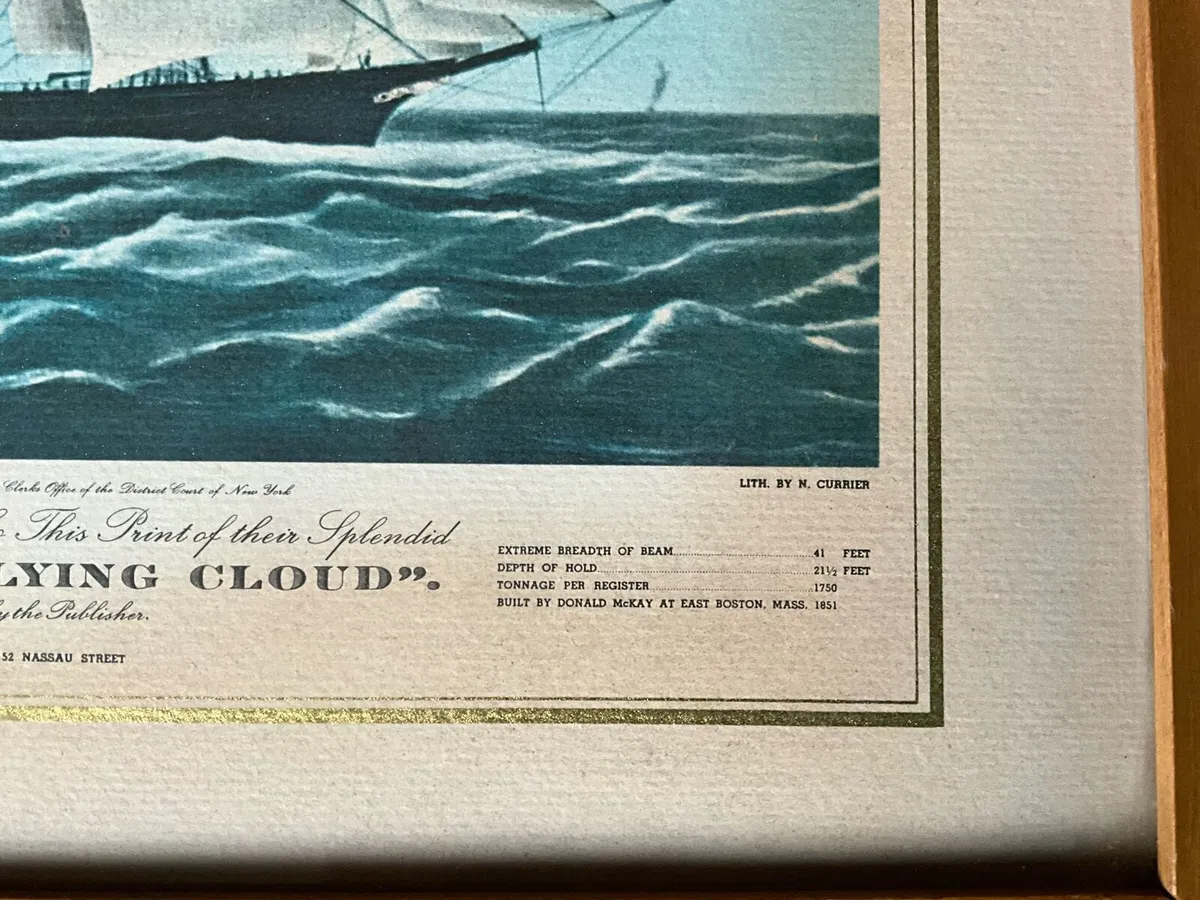 Clerks Office of the District Court of New York
LITH. BY N. CURRIER
This Print of their Splendid
LYING CLOUD”.
by the Publisher.
52 NASSAU STREET
EXTREME BREADTH OF BEAM 41 FEET
DEPTH OF HOLD 21½ FEET
TONNAGE PER REGISTER 1750
BUILT BY DONALD McKAY AT EAST BOSTON, MASS. 1851